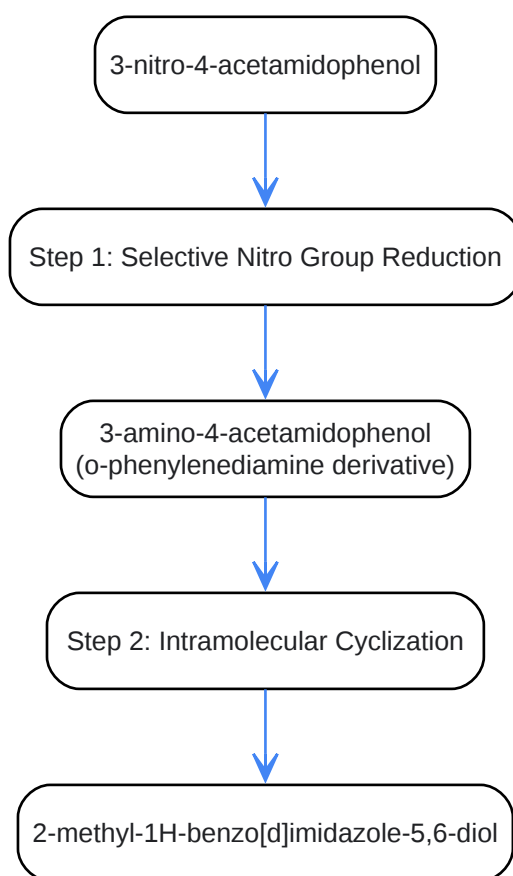 3-nitro-4-acetamidophenol
Step 1: Selective Nitro Group Reduction
3-amino-4-acetamidophenol
(o-phenylenediamine derivative)
Step 2: Intramolecular Cyclization
2-methyl-1H-benzo[d]imidazole-5,6-diol